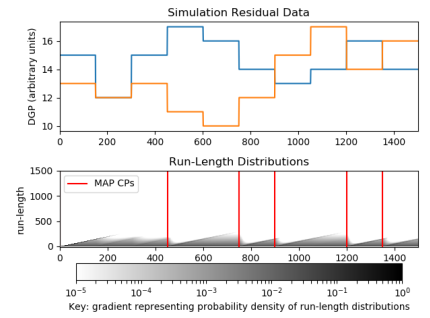 Simulation Residual Data
DGP (arbitrary units)
16
14
12
10
0 200 400 600 800 1000 1200 1400
Run-Length Distributions
run-length
1500
1000
500
0
MAP CPs
0 200 400 600 800 1000 1200 1400
10⁻⁵ 10⁻⁴ 10⁻³ 10⁻² 10⁻¹ 10⁰
Key: gradient representing probability density of run-length distributions